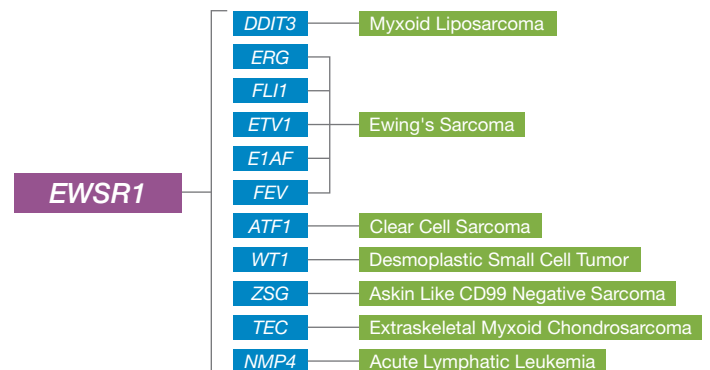 DDIT3 Myxoid Liposarcoma
ERG
FLI1
ETV1 Ewing's Sarcoma
E1AF
EWSR1
FEV
ATF1 Clear Cell Sarcoma
WT1 Desmoplastic Small Cell Tumor
ZSG Askin Like CD99 Negative Sarcoma
TEC Extraskeletal Myxoid Chondrosarcoma
NMP4 Acute Lymphatic Leukemia